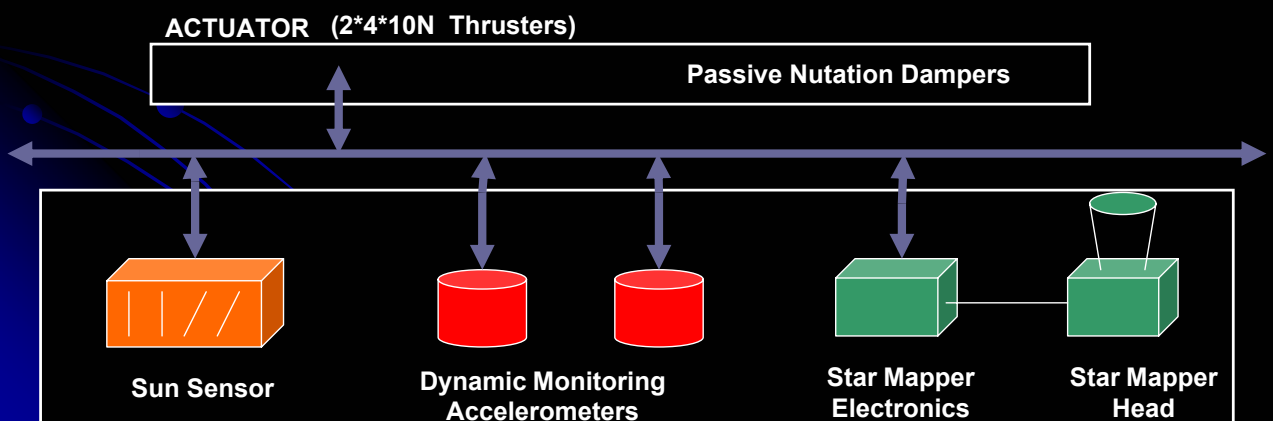 ACTUATOR (2*4*10N Thrusters)
Passive Nutation Dampers
Sun Sensor
Dynamic Monitoring
Accelerometers
Star Mapper
Electronics
Star Mapper
Head